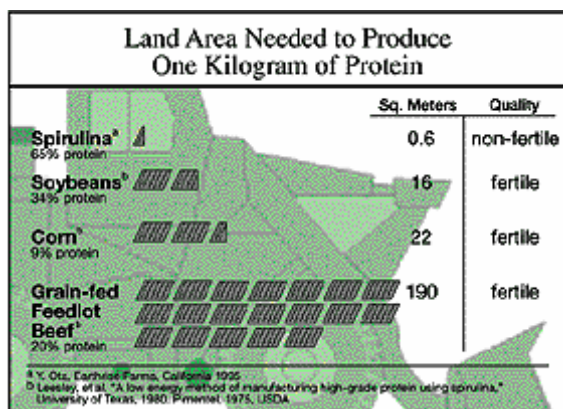 Land Area Needed to Produce
One Kilogram of Protein
Sq. Meters Quality
Spirulinaᵃ 0.6 non-fertile
65% protein
Soybeansᵇ 16 fertile
34% protein
Corn 22 fertile
9% protein
Grain-fed 190 fertile
Feedlot
Beefᵇ
20% protein
ᵃ Y. Ota, Earthrise Farms, California 1995
ᵇ Leesley, et al. "A low energy method of manufacturing high-grade protein using spirulina,"
University of Texas, 1980. Pimentel, 1975, USDA